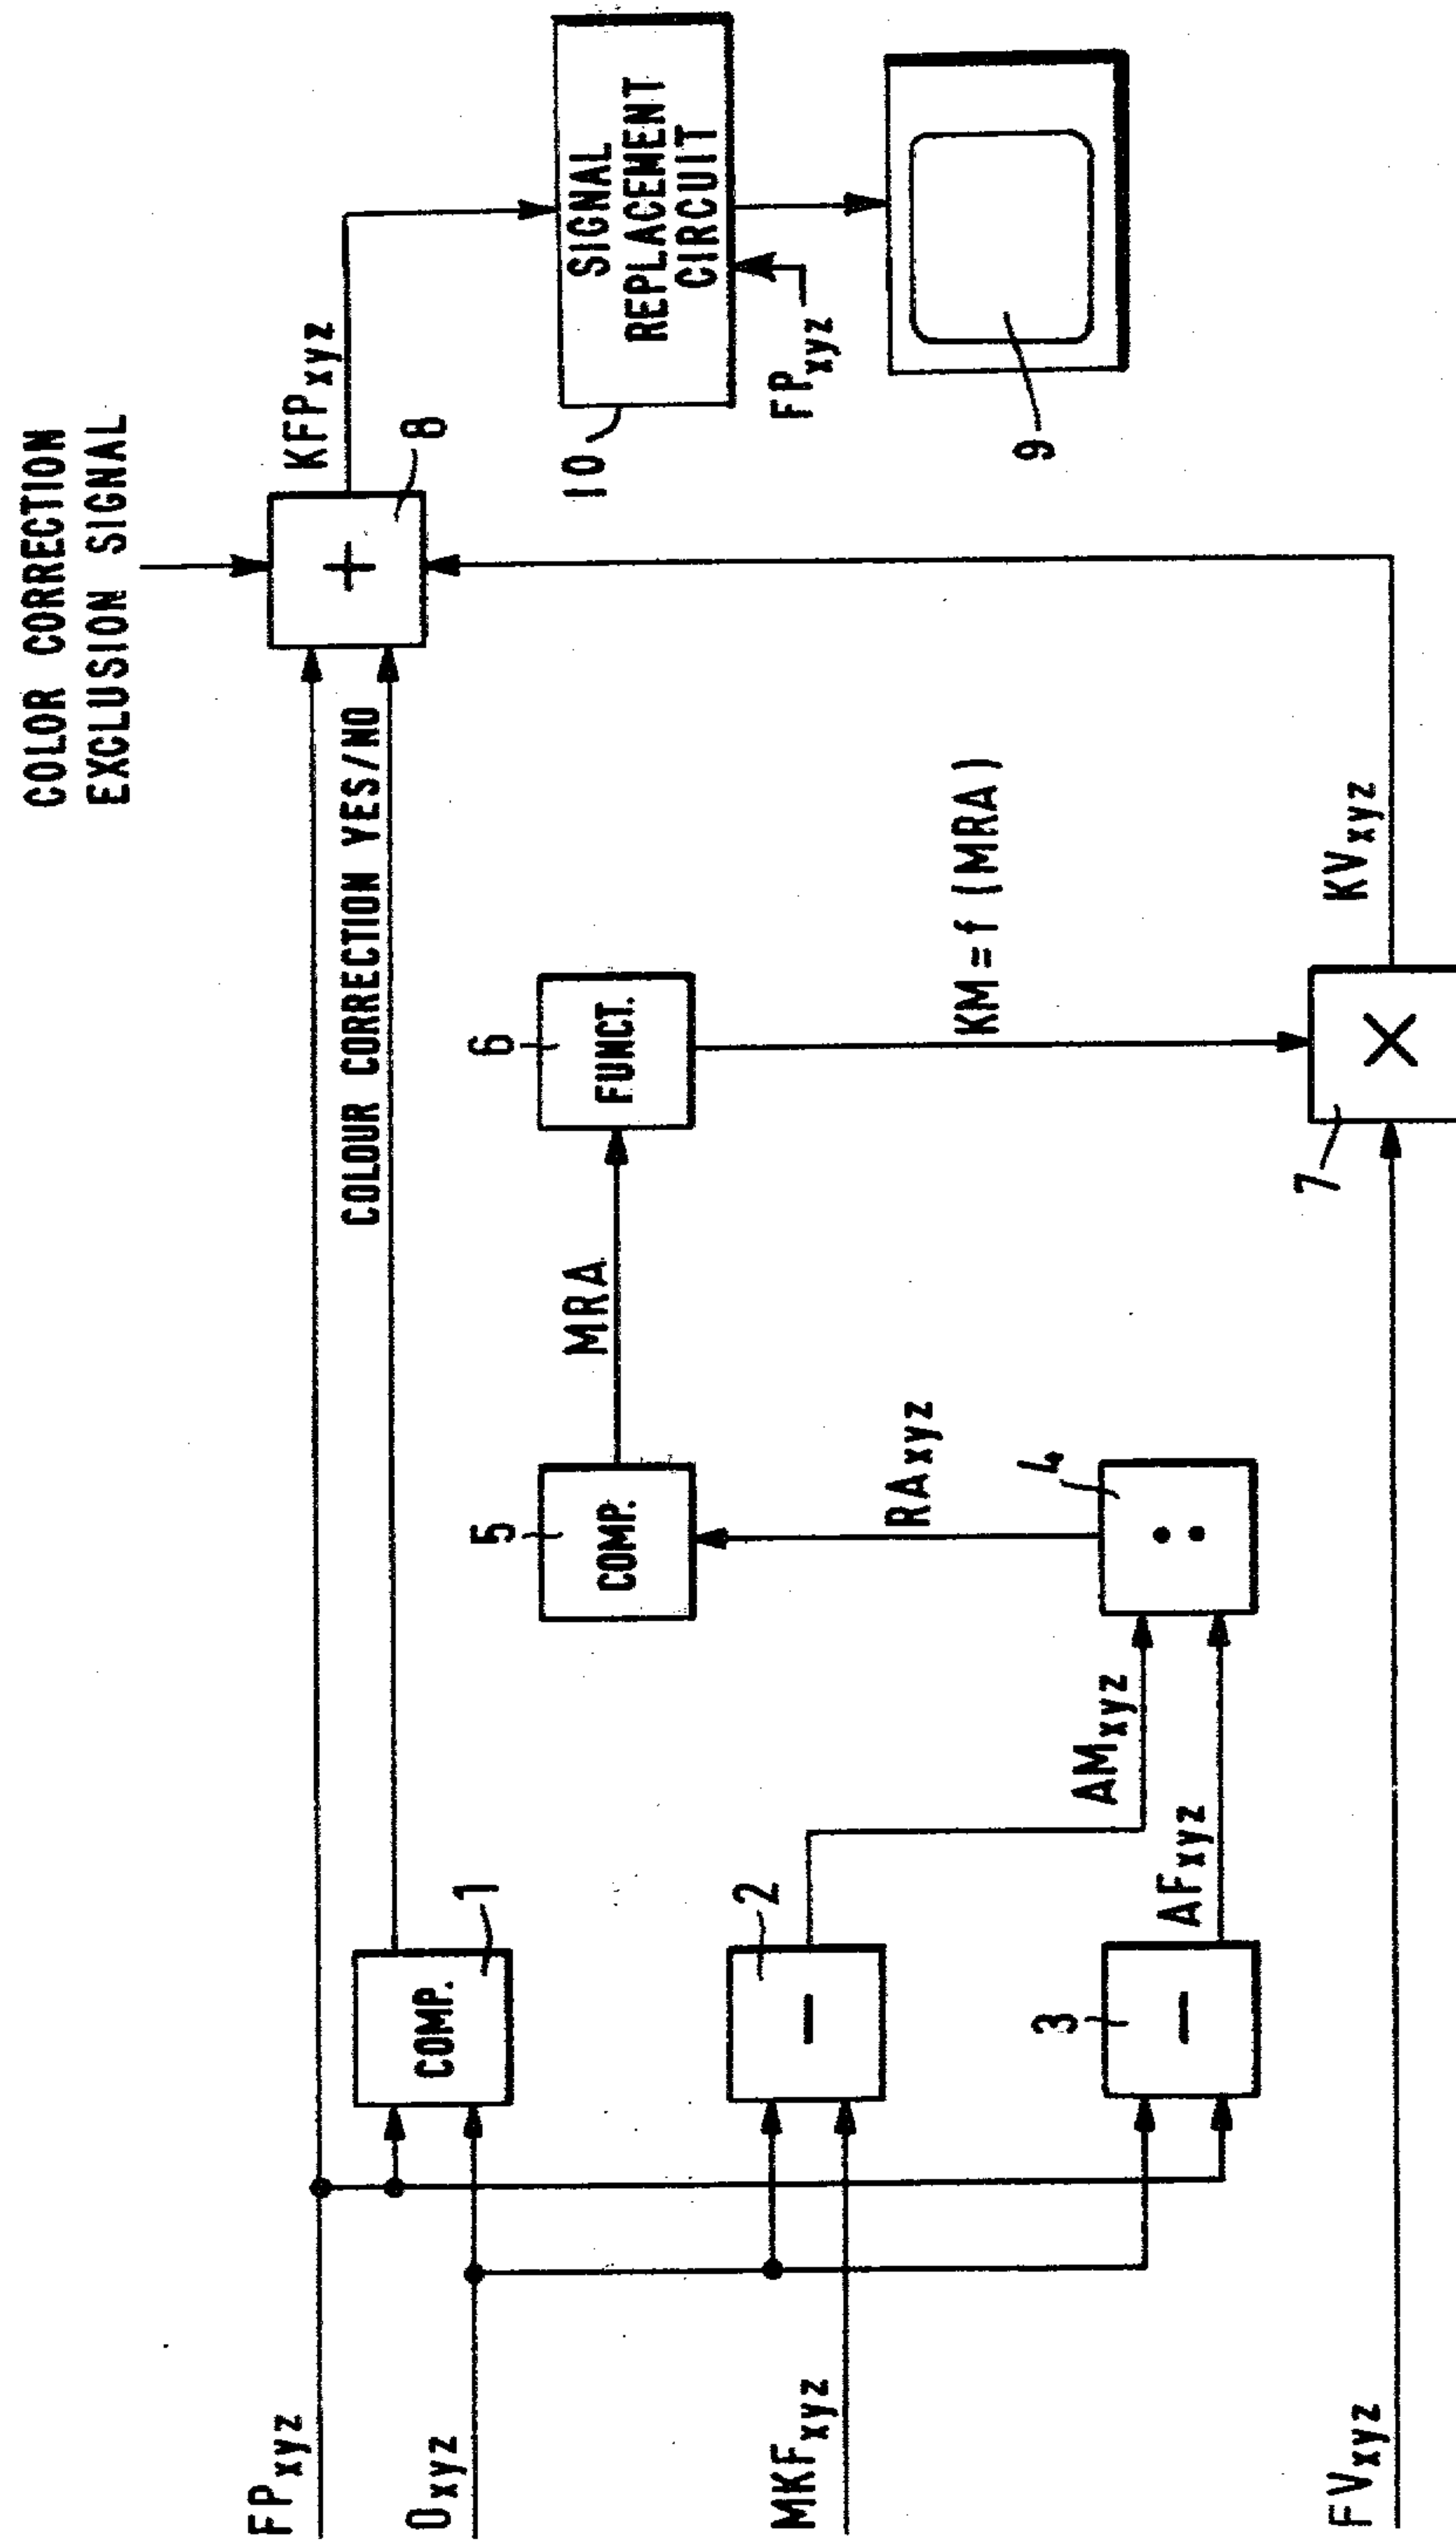 COLOR CORRECTION
EXCLUSION SIGNAL
FPxyz
KFPxyz
8
+
COLOUR CORRECTION YES/NO
Oxyz
COMP.
1
10
SIGNAL
REPLACEMENT
CIRCUIT
FPxyz
9
5
COMP.
MRA
6
FUNCT.
MKFxyz
2
−
AMxyz
RAxyz
KM = f (MRA)
3
−
AFxyz
4
:
FVxyz
7
×
KVxyz